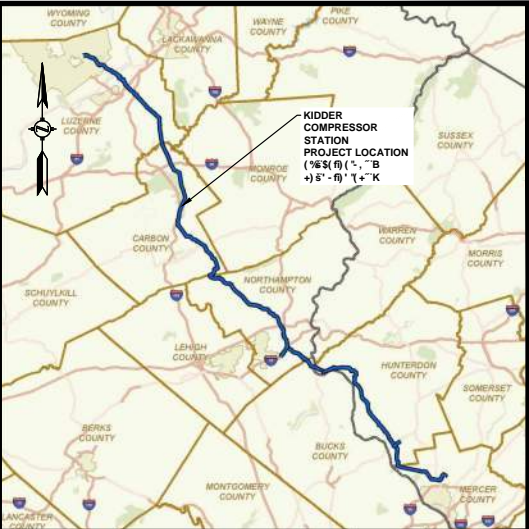 WYOMING
COUNTY
LACKAWANNA
COUNTY
WAYNE
COUNTY
PIKE
COUNTY
LUZERNE
COUNTY
KIDDER
COMPRESSOR
STATION
PROJECT LOCATION
SUSSEX
COUNTY
MONROE
COUNTY
CARBON
COUNTY
WARREN
COUNTY
MORRIS
COUNTY
SCHUYLKILL
COUNTY
NORTHAMPTON
COUNTY
LEHIGH
COUNTY
HUNTERDON
COUNTY
SOMERSET
COUNTY
BERKS
COUNTY
BUCKS
COUNTY
MONTGOMERY
COUNTY
MERCER
COUNTY
LANCASTER
COUNTY